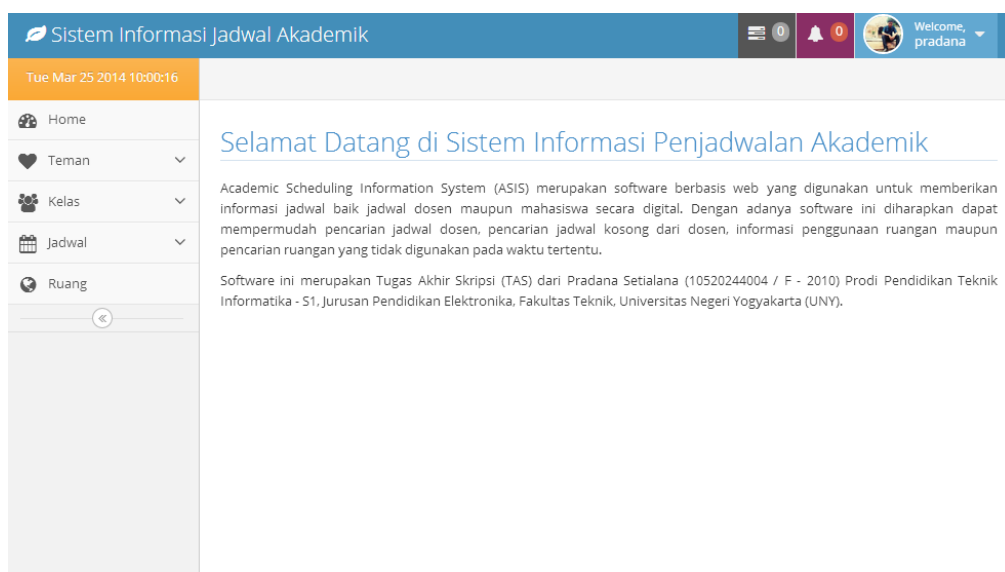 Sistem Informasi Jadwal Akademik
0
0
Welcome,
pradana
Tue Mar 25 2014 10:00:16
Home
Teman
Kelas
Jadwal
Ruang
Selamat Datang di Sistem Informasi Penjadwalan Akademik
Academic Scheduling Information System (ASIS) merupakan software berbasis web yang digunakan untuk memberikan
informasi jadwal baik jadwal dosen maupun mahasiswa secara digital. Dengan adanya software ini diharapkan dapat
mempermudah pencarian jadwal dosen, pencarian jadwal kosong dari dosen, informasi penggunaan ruangan maupun
pencarian ruangan yang tidak digunakan pada waktu tertentu.
Software ini merupakan Tugas Akhir Skripsi (TAS) dari Pradana Setialana (10520244004 / F - 2010) Prodi Pendidikan Teknik
Informatika - S1, Jurusan Pendidikan Elektronika, Fakultas Teknik, Universitas Negeri Yogyakarta (UNY).